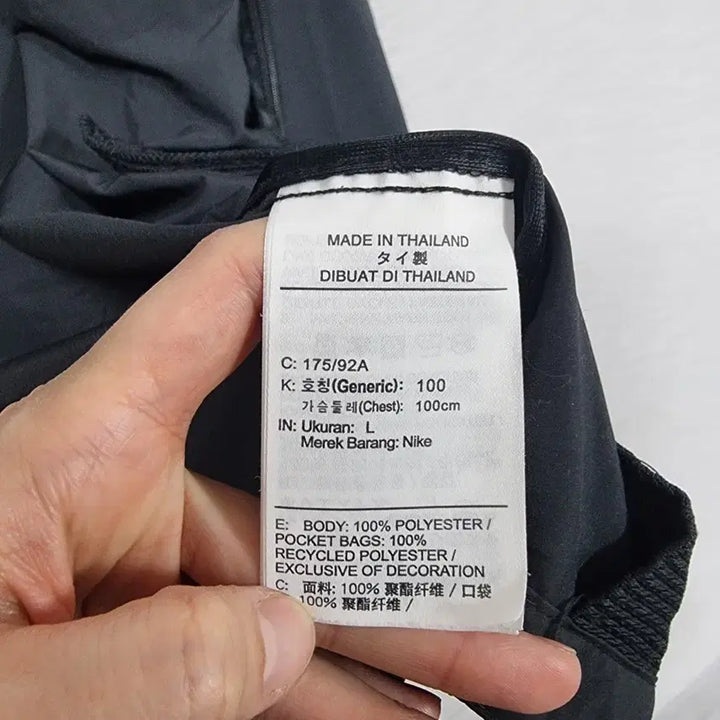 MADE IN THAILAND
タイ製
DIBUAT DI THAILAND
C: 175/92A
K: 호칭(Generic): 100
가슴둘레(Chest): 100cm
IN: Ukuran: L
Merek Barang: Nike
E: BODY: 100% POLYESTER /
POCKET BAGS: 100%
RECYCLED POLYESTER /
EXCLUSIVE OF DECORATION
C: 面料: 100% 聚酯纤维 / 口袋
100% 聚酯纤维 /